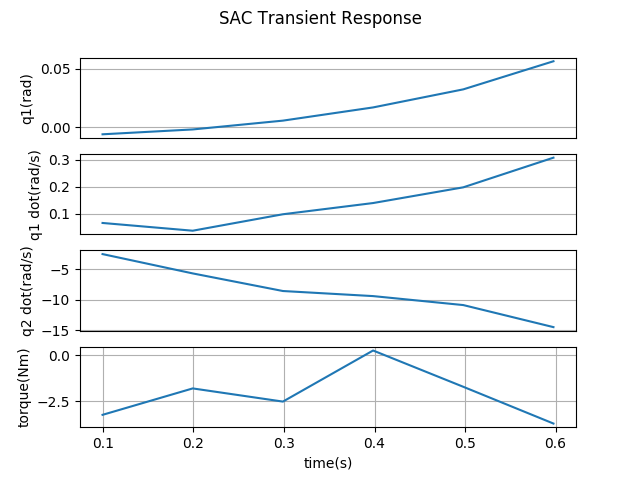 SAC Transient Response
q1(rad)
0.05
0.00
q1 dot(rad/s)
0.3
0.2
0.1
q2 dot(rad/s)
−5
−10
−15
torque(Nm)
0.0
−2.5
0.1 0.2 0.3 0.4 0.5 0.6
time(s)